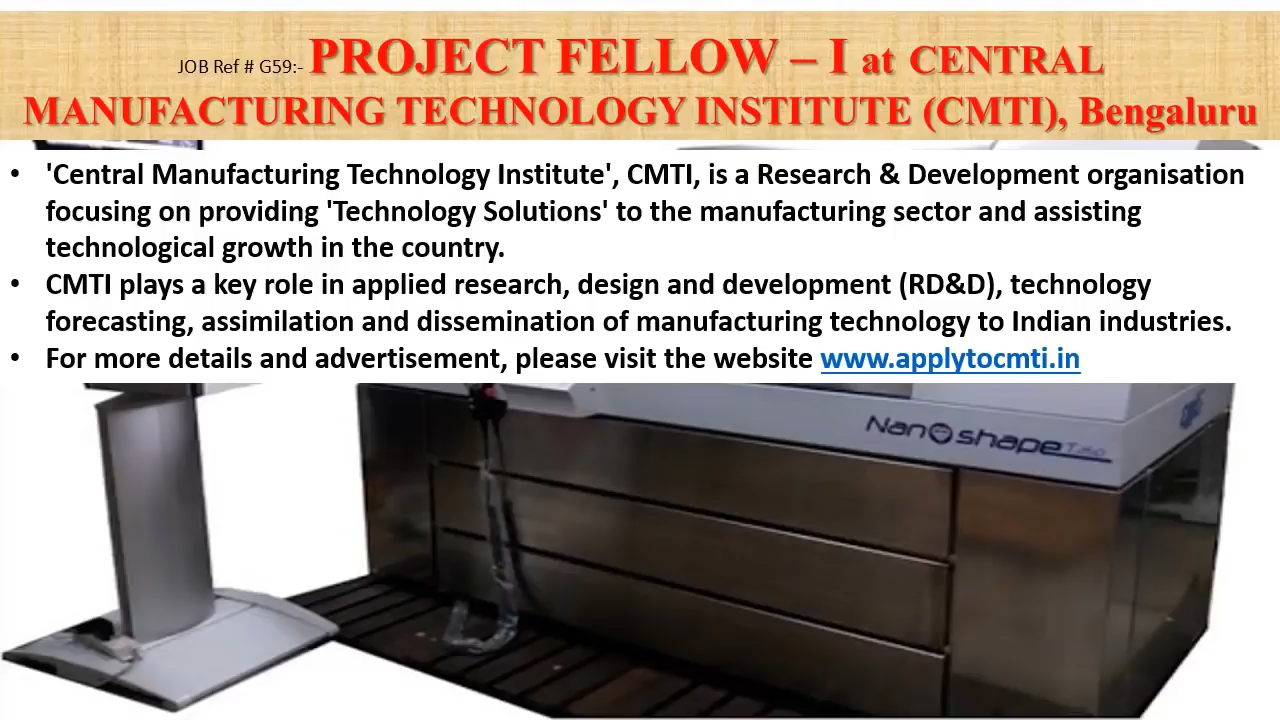 JOB Ref # G59:- PROJECT FELLOW – I at CENTRAL
MANUFACTURING TECHNOLOGY INSTITUTE (CMTI), Bengaluru
• 'Central Manufacturing Technology Institute', CMTI, is a Research & Development organisation
focusing on providing 'Technology Solutions' to the manufacturing sector and assisting
technological growth in the country.
• CMTI plays a key role in applied research, design and development (RD&D), technology
forecasting, assimilation and dissemination of manufacturing technology to Indian industries.
• For more details and advertisement, please visit the website www.applytocmti.in
Nanoshape